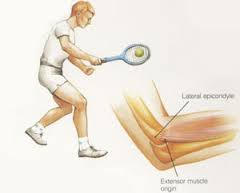 Lateral epicondyle
Extensor muscle
origin